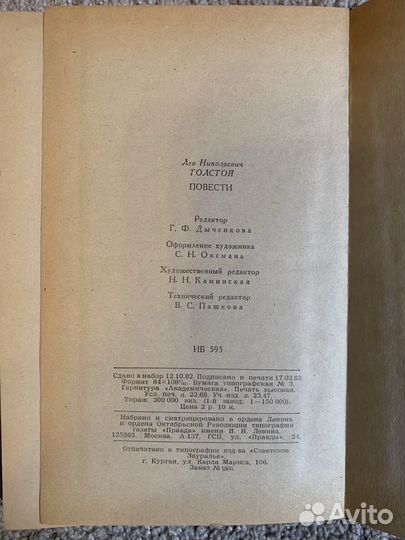 Лев Николаевич
ТОЛСТОЙ
ПОВЕСТИ
Редактор
Г. Ф. Дыченкова
Оформление художника
С. Н. Оксмана
Художественный редактор
Н. Н. Каминская
Технический редактор
В. С. Пашкова
ИБ 595
Сдано в набор 12.10.82. Подписано к печати 17.03.83.
Формат 84×108¹/₃₂. Бумага типографская № 3.
Гарнитура «Академическая». Печать высокая.
Усл. печ. л. 22,68. Уч.-изд. л. 23,47.
Тираж 300 000 экз. (1-й завод: 1—150 000).
Цена 2 р. 10 к.
Набрано и сматрицировано в ордена Ленина
и ордена Октябрьской Революции типографии
газеты «Правда» имени В. И. Ленина.
125865. Москва, А-137, ГСП, ул. «Правды», 24.
Отпечатано в типографии изд-ва «Советское
Зауралье».
г. Курган, ул. Карла Маркса, 106.
Заказ №
Avito